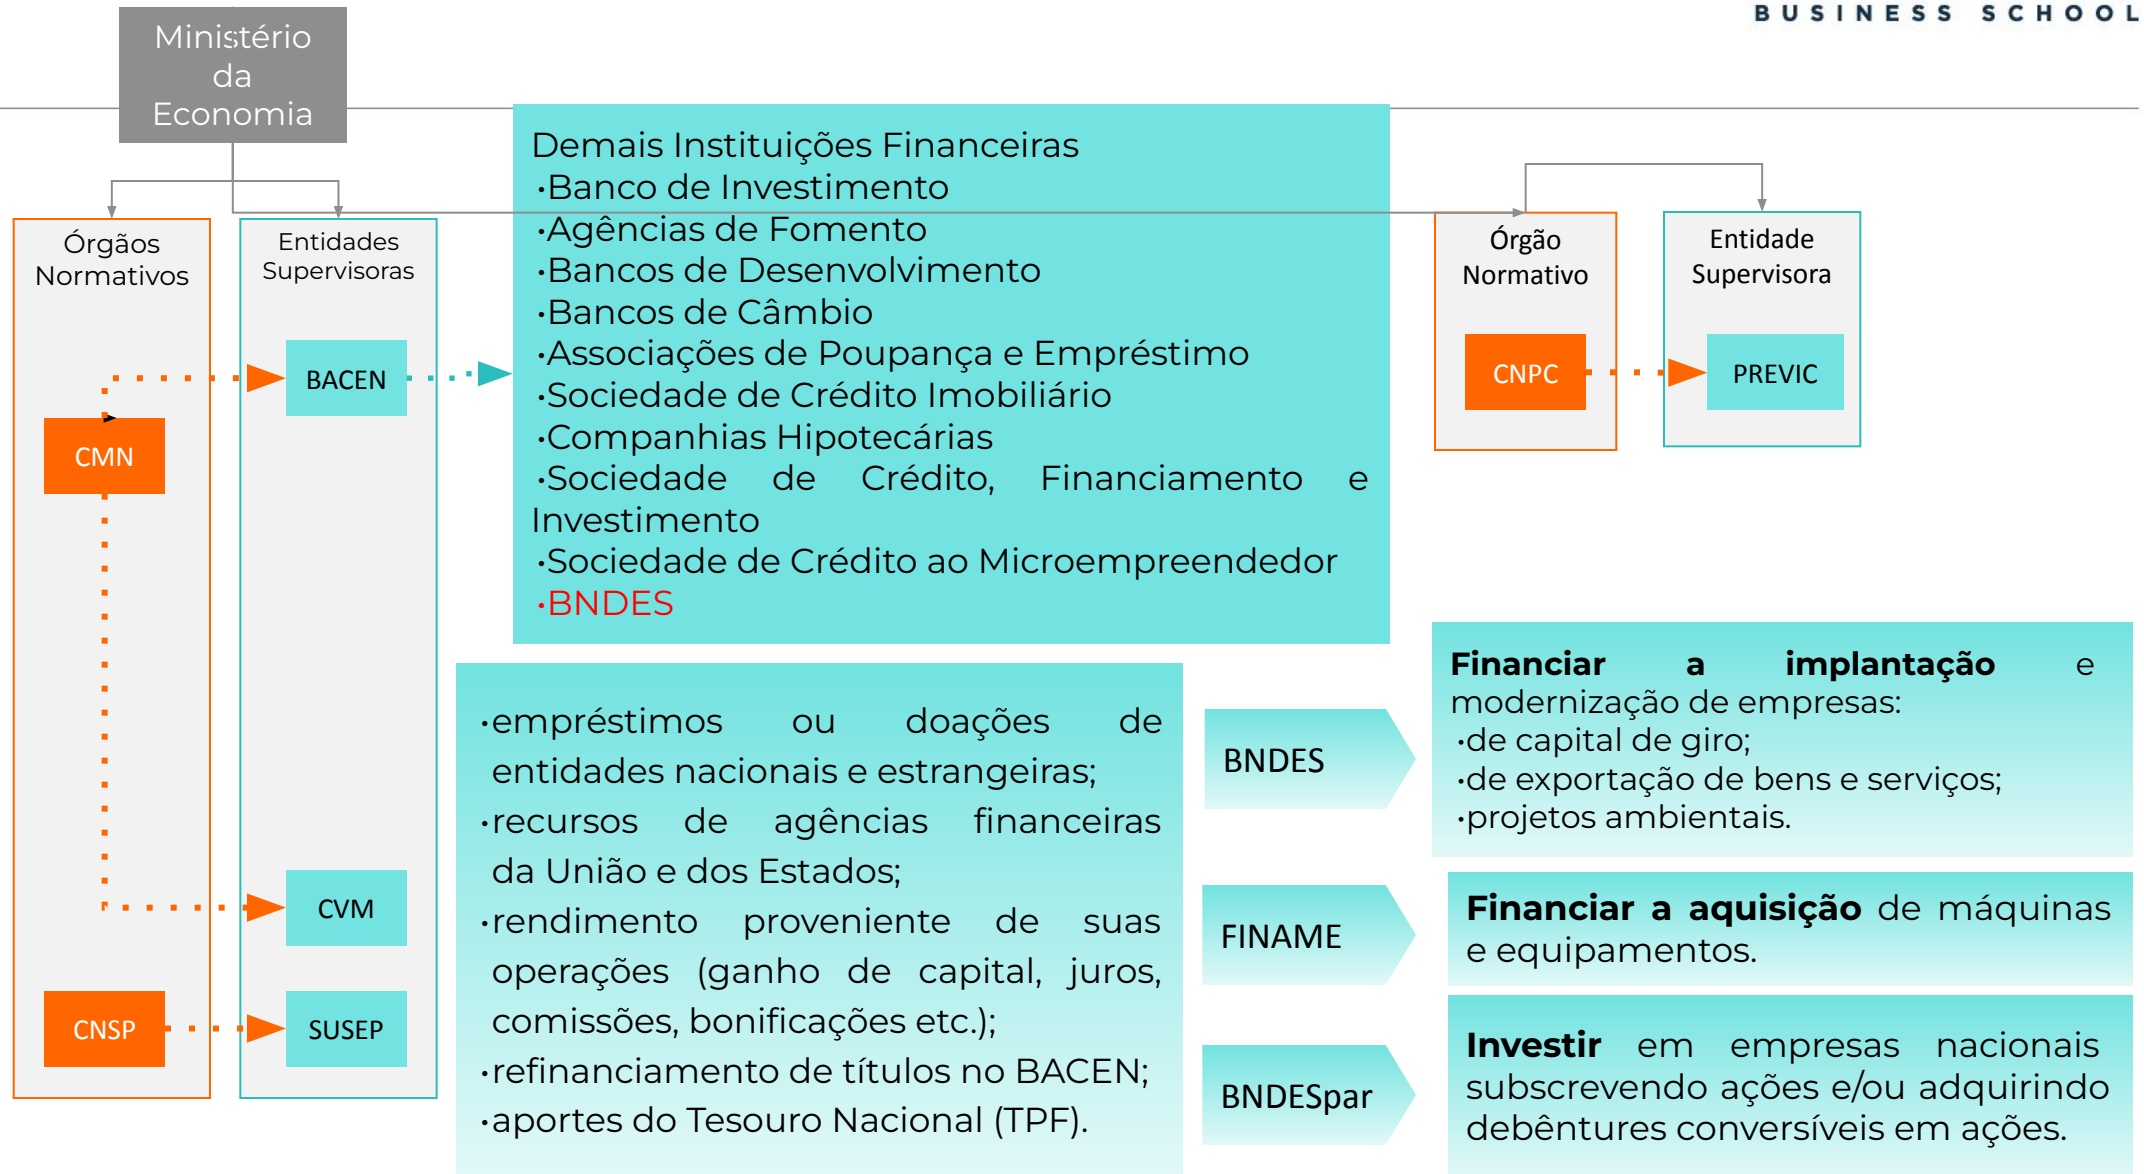 BUSINESS SCHOOL
Ministério
da
Economia
Órgãos
Normativos
Entidades
Supervisoras
BACEN
CMN
CVM
CNSP
SUSEP
Demais Instituições Financeiras
•Banco de Investimento
•Agências de Fomento
•Bancos de Desenvolvimento
•Bancos de Câmbio
•Associações de Poupança e Empréstimo
•Sociedade de Crédito Imobiliário
•Companhias Hipotecárias
•Sociedade de Crédito, Financiamento e
Investimento
•Sociedade de Crédito ao Microempreendedor
•BNDES
Órgão
Normativo
Entidade
Supervisora
CNPC
PREVIC
•empréstimos ou doações de
entidades nacionais e estrangeiras;
•recursos de agências financeiras
da União e dos Estados;
•rendimento proveniente de suas
operações (ganho de capital, juros,
comissões, bonificações etc.);
•refinanciamento de títulos no BACEN;
•aportes do Tesouro Nacional (TPF).
BNDES
Financiar a implantação e
modernização de empresas:
•de capital de giro;
•de exportação de bens e serviços;
•projetos ambientais.
FINAME
Financiar a aquisição de máquinas
e equipamentos.
BNDESpar
Investir em empresas nacionais
subscrevendo ações e/ou adquirindo
debêntures conversíveis em ações.